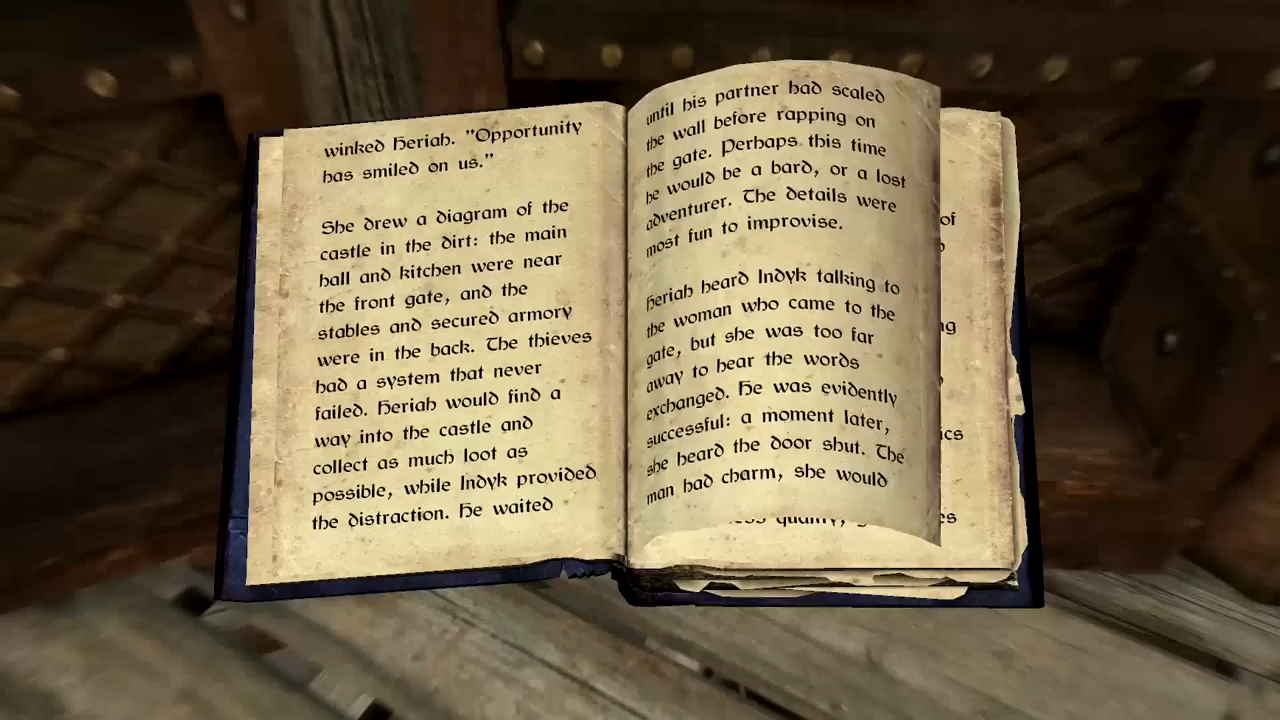 winked Heriah. "Opportunity
has smiled on us."
She drew a diagram of the
castle in the dirt: the main
hall and kitchen were near
the front gate, and the
stables and secured armory
were in the back. The thieves
had a system that never
failed. Heriah would find a
way into the castle and
collect as much loot as
possible, while Indyk provided
the distraction. He waited
until his partner had scaled
the wall before rapping on
the gate. Perhaps this time
he would be a bard, or a lost
adventurer. The details were
most fun to improvise.
Heriah heard Indyk talking to
the woman who came to the
gate, but she was too far
away to hear the words
exchanged. He was evidently
successful: a moment later,
she heard the door shut. The
man had charm, she would
of